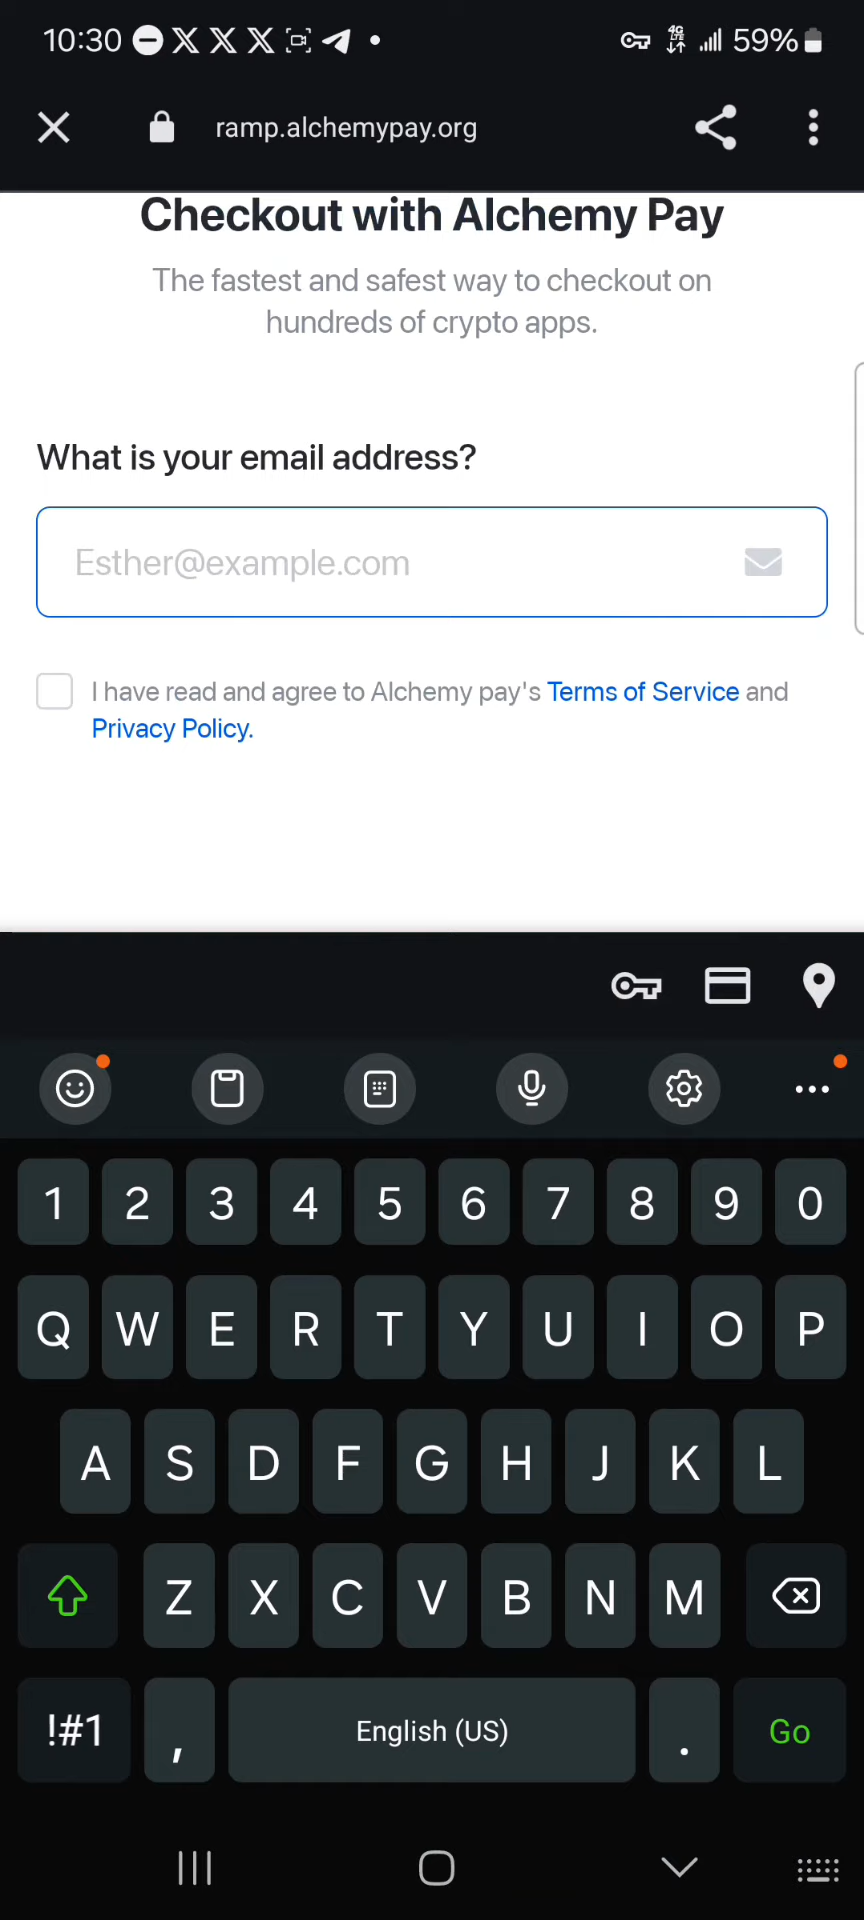 10:30
4G LTE 59%
ramp.alchemypay.org
Checkout with Alchemy Pay
The fastest and safest way to checkout on
hundreds of crypto apps.
What is your email address?
Esther@example.com
I have read and agree to Alchemy pay's Terms of Service and
Privacy Policy.
1 2 3 4 5 6 7 8 9 0
Q W E R T Y U I O P
A S D F G H J K L
Z X C V B N M
!#1 , English (US) . Go